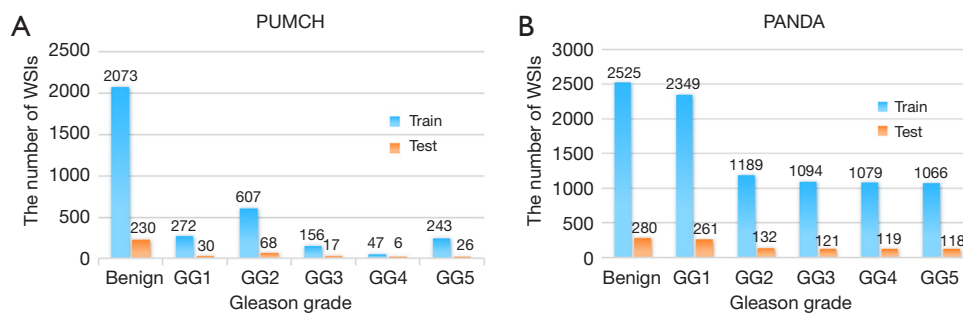 A
PUMCH
The number of WSIs
2500
2000
1500
1000
500
0
2073
230
272
30
607
68
156
17
47
6
243
26
Train
Test
Benign GG1 GG2 GG3 GG4 GG5
Gleason grade
B
PANDA
The number of WSIs
3000
2500
2000
1500
1000
500
0
2525
280
2349
261
1189
132
1094
121
1079
119
1066
118
Train
Test
Benign GG1 GG2 GG3 GG4 GG5
Gleason grade